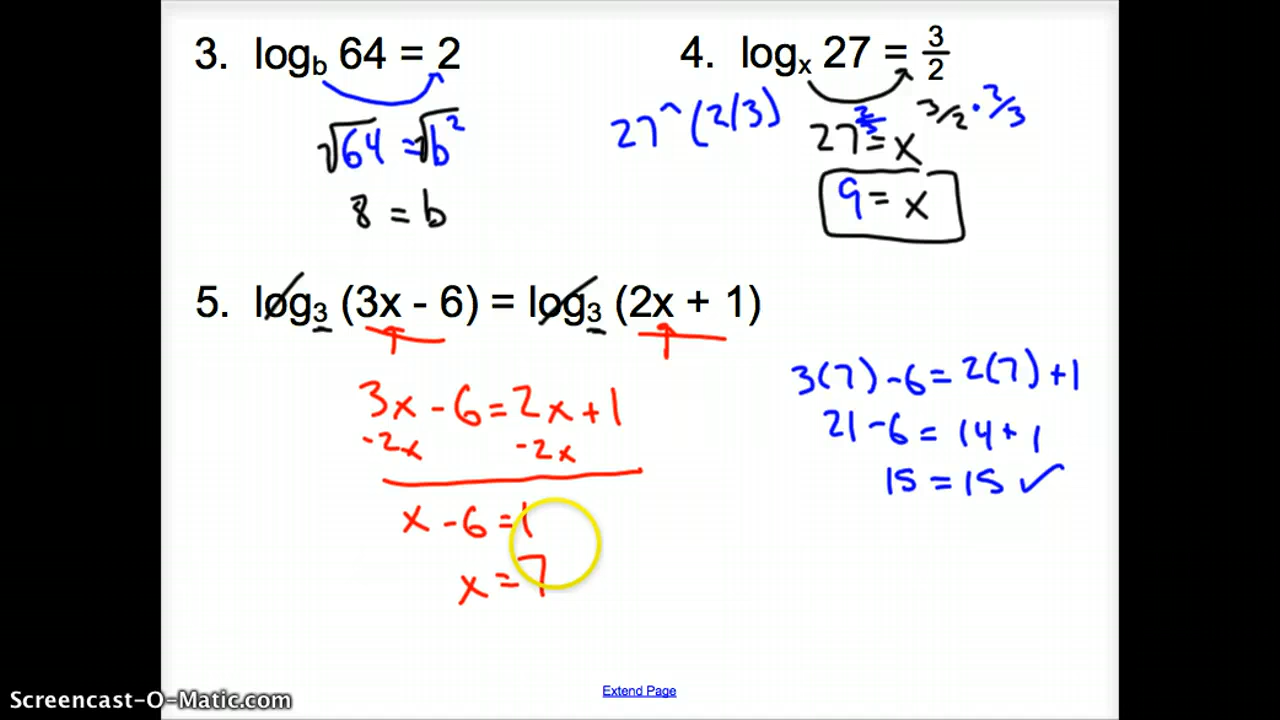 3. log_b 64 = 2
√64 = √b²
8 = b
4. log_x 27 = 3/2
27^(2/3)
27^(2/3) = x^(3/2 · 2/3)
9 = x
5. log₃ (3x - 6) = log₃ (2x + 1)
3x - 6 = 2x + 1
-2x -2x
x - 6 = 1
x = 7
3(7) - 6 = 2(7) + 1
21 - 6 = 14 + 1
15 = 15 ✓
Extend Page
Screencast-O-Matic.com